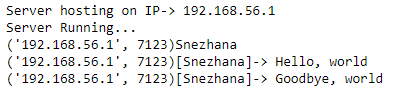 Server hosting on IP-> 192.168.56.1
Server Running...
('192.168.56.1', 7123)Snezhana
('192.168.56.1', 7123)[Snezhana]-> Hello, world
('192.168.56.1', 7123)[Snezhana]-> Goodbye, world